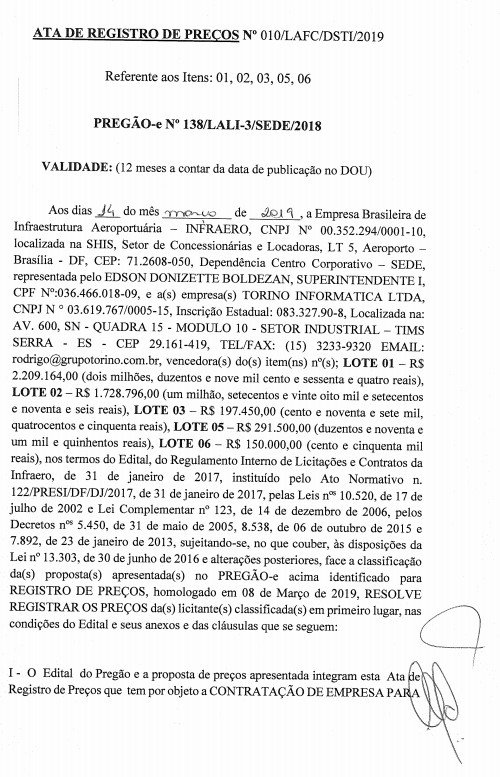 ATA DE REGISTRO DE PREÇOS Nº 010/LAFC/DSTI/2019
Referente aos Itens: 01, 02, 03, 05, 06
PREGÃO-e Nº 138/LALI-3/SEDE/2018
VALIDADE: (12 meses a contar da data de publicação no DOU)
Aos dias 14 do mês março de 2019, a Empresa Brasileira de
Infraestrutura Aeroportuária – INFRAERO, CNPJ Nº 00.352.294/0001-10,
localizada na SHIS, Setor de Concessionárias e Locadoras, LT 5, Aeroporto –
Brasília - DF, CEP: 71.2608-050, Dependência Centro Corporativo – SEDE,
representada pelo EDSON DONIZETTE BOLDEZAN, SUPERINTENDENTE I,
CPF Nº:036.466.018-09, e a(s) empresa(s) TORINO INFORMATICA LTDA,
CNPJ N º 03.619.767/0005-15, Inscrição Estadual: 083.327.90-8, Localizada na:
AV. 600, SN - QUADRA 15 - MODULO 10 - SETOR INDUSTRIAL – TIMS
SERRA - ES - CEP 29.161-419, TEL/FAX: (15) 3233-9320 EMAIL:
rodrigo@grupotorino.com.br, vencedora(s) do(s) item(ns) nº(s); LOTE 01 – R$
2.209.164,00 (dois milhões, duzentos e nove mil cento e sessenta e quatro reais),
LOTE 02 – R$ 1.728.796,00 (um milhão, setecentos e vinte oito mil e setecentos
e noventa e seis reais), LOTE 03 – R$ 197.450,00 (cento e noventa e sete mil,
quatrocentos e cinquenta reais), LOTE 05 – R$ 291.500,00 (duzentos e noventa e
um mil e quinhentos reais), LOTE 06 – R$ 150.000,00 (cento e cinquenta mil
reais), nos termos do Edital, do Regulamento Interno de Licitações e Contratos da
Infraero, de 31 de janeiro de 2017, instituído pelo Ato Normativo n.
122/PRESI/DF/DJ/2017, de 31 de janeiro de 2017, pelas Leis nºs 10.520, de 17 de
julho de 2002 e Lei Complementar nº 123, de 14 de dezembro de 2006, pelos
Decretos nºs 5.450, de 31 de maio de 2005, 8.538, de 06 de outubro de 2015 e
7.892, de 23 de janeiro de 2013, sujeitando-se, no que couber, às disposições da
Lei nº 13.303, de 30 de junho de 2016 e alterações posteriores, face a classificação
da(s) proposta(s) apresentada(s) no PREGÃO-e acima identificado para
REGISTRO DE PREÇOS, homologado em 08 de Março de 2019, RESOLVE
REGISTRAR OS PREÇOS da(s) licitante(s) classificada(s) em primeiro lugar, nas
condições do Edital e seus anexos e das cláusulas que se seguem:
I - O Edital do Pregão e a proposta de preços apresentada integram esta Ata de
Registro de Preços que tem por objeto a CONTRATAÇÃO DE EMPRESA PARA